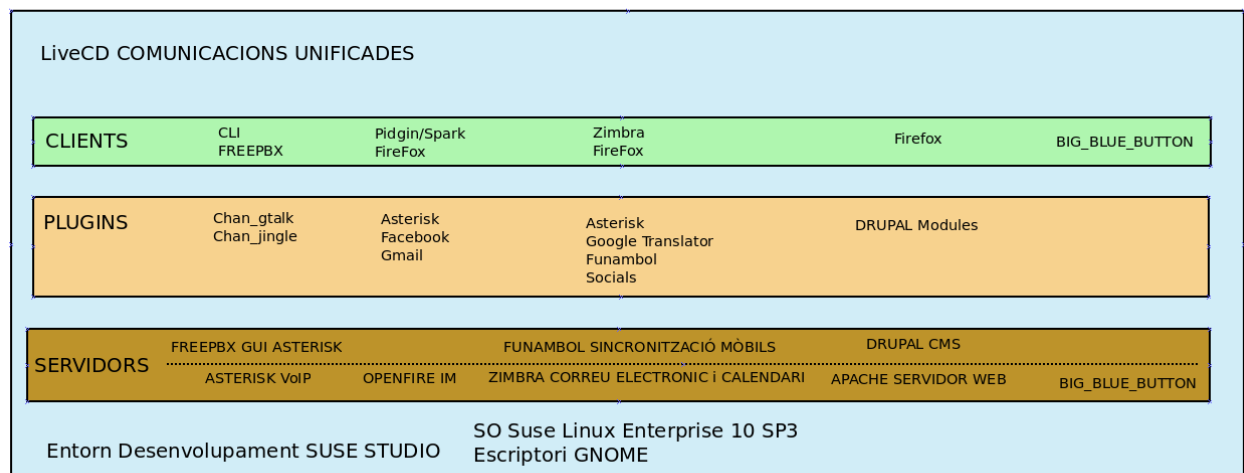 LiveCD COMUNICACIONS UNIFICADES
CLIENTS
CLI
FREEPBX
Pidgin/Spark
FireFox
Zimbra
FireFox
Firefox
BIG_BLUE_BUTTON
PLUGINS
Chan_gtalk
Chan_jingle
Asterisk
Facebook
Gmail
Asterisk
Google Translator
Funambol
Socials
DRUPAL Modules
SERVIDORS
FREEPBX GUI ASTERISK
FUNAMBOL SINCRONITZACIÓ MÒBILS
DRUPAL CMS
ASTERISK VoIP
OPENFIRE IM
ZIMBRA CORREU ELECTRONIC i CALENDARI
APACHE SERVIDOR WEB
BIG_BLUE_BUTTON
Entorn Desenvolupament SUSE STUDIO
SO Suse Linux Enterprise 10 SP3
Escriptori GNOME